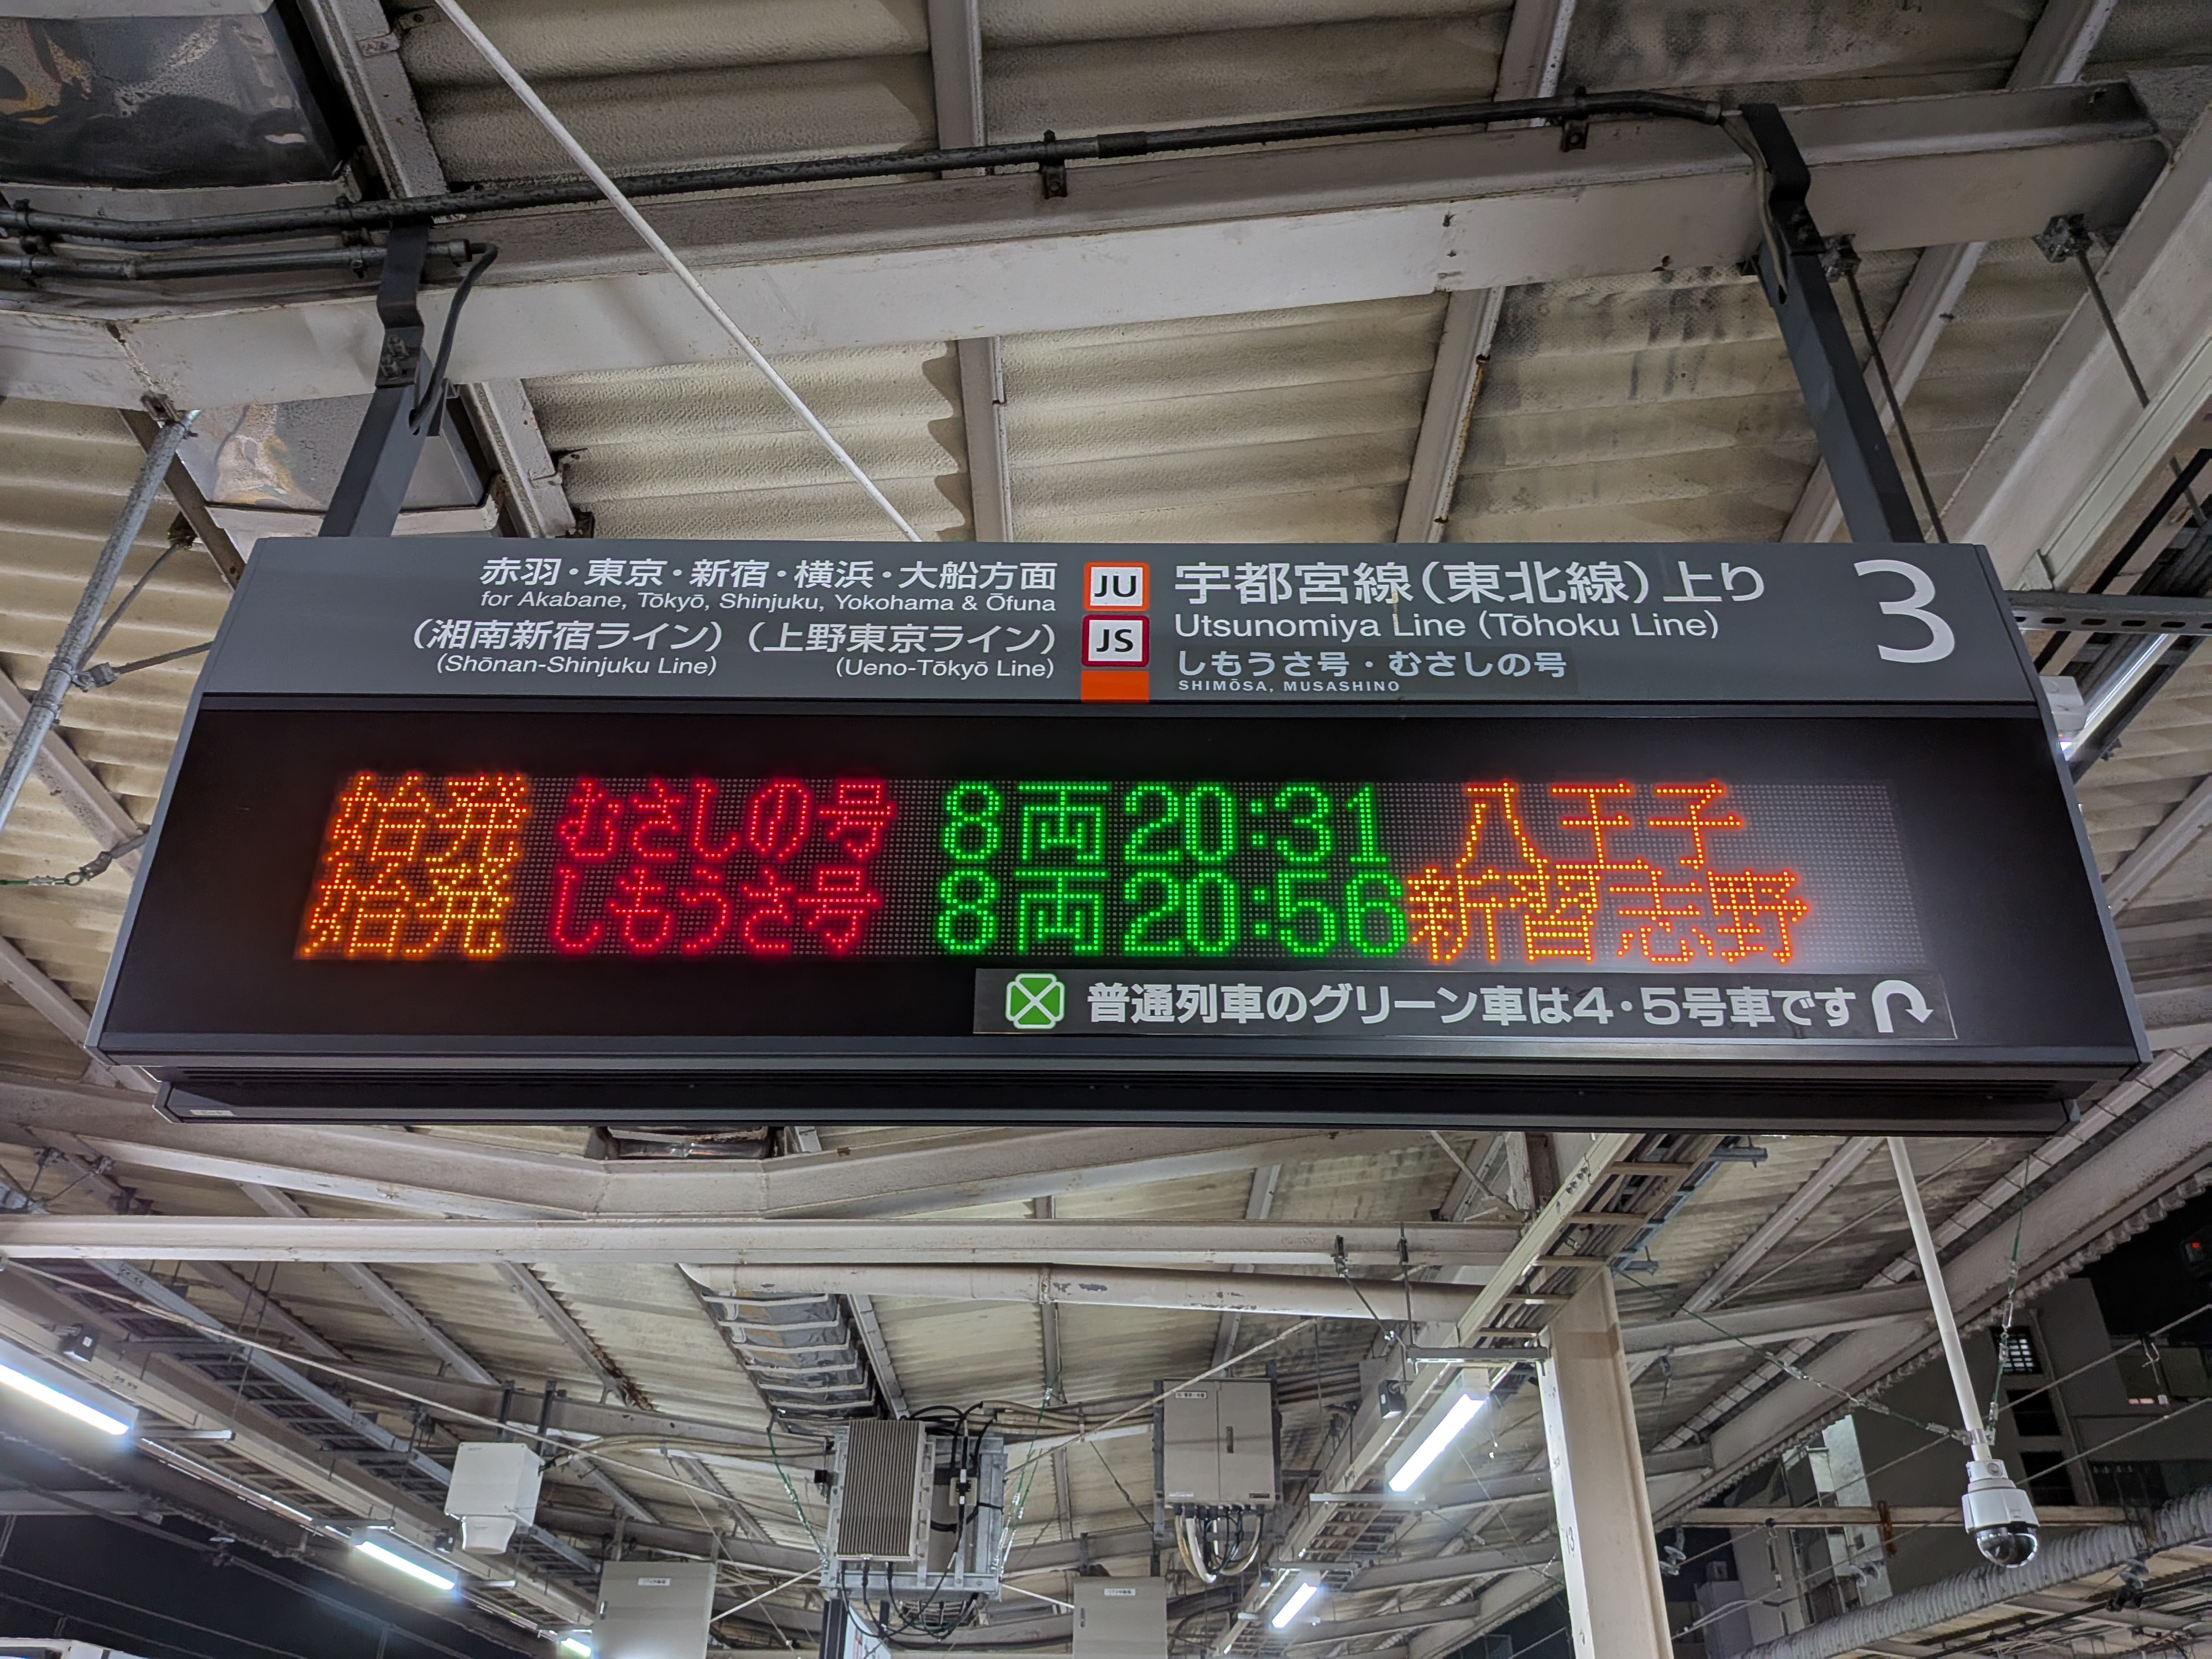 赤羽・東京・新宿・横浜・大船方面
for Akabane, Tōkyō, Shinjuku, Yokohama & Ōfuna
(湘南新宿ライン) (上野東京ライン)
(Shōnan-Shinjuku Line) (Ueno-Tōkyō Line)
JU
JS
宇都宮線(東北線)上り
Utsunomiya Line (Tōhoku Line)
しもうさ号・むさしの号
SHIMŌSA, MUSASHINO
3
始発 むさしの号 8両 20:31 八王子
始発 しもうさ号 8両 20:56 新習志野
普通列車のグリーン車は4・5号車です